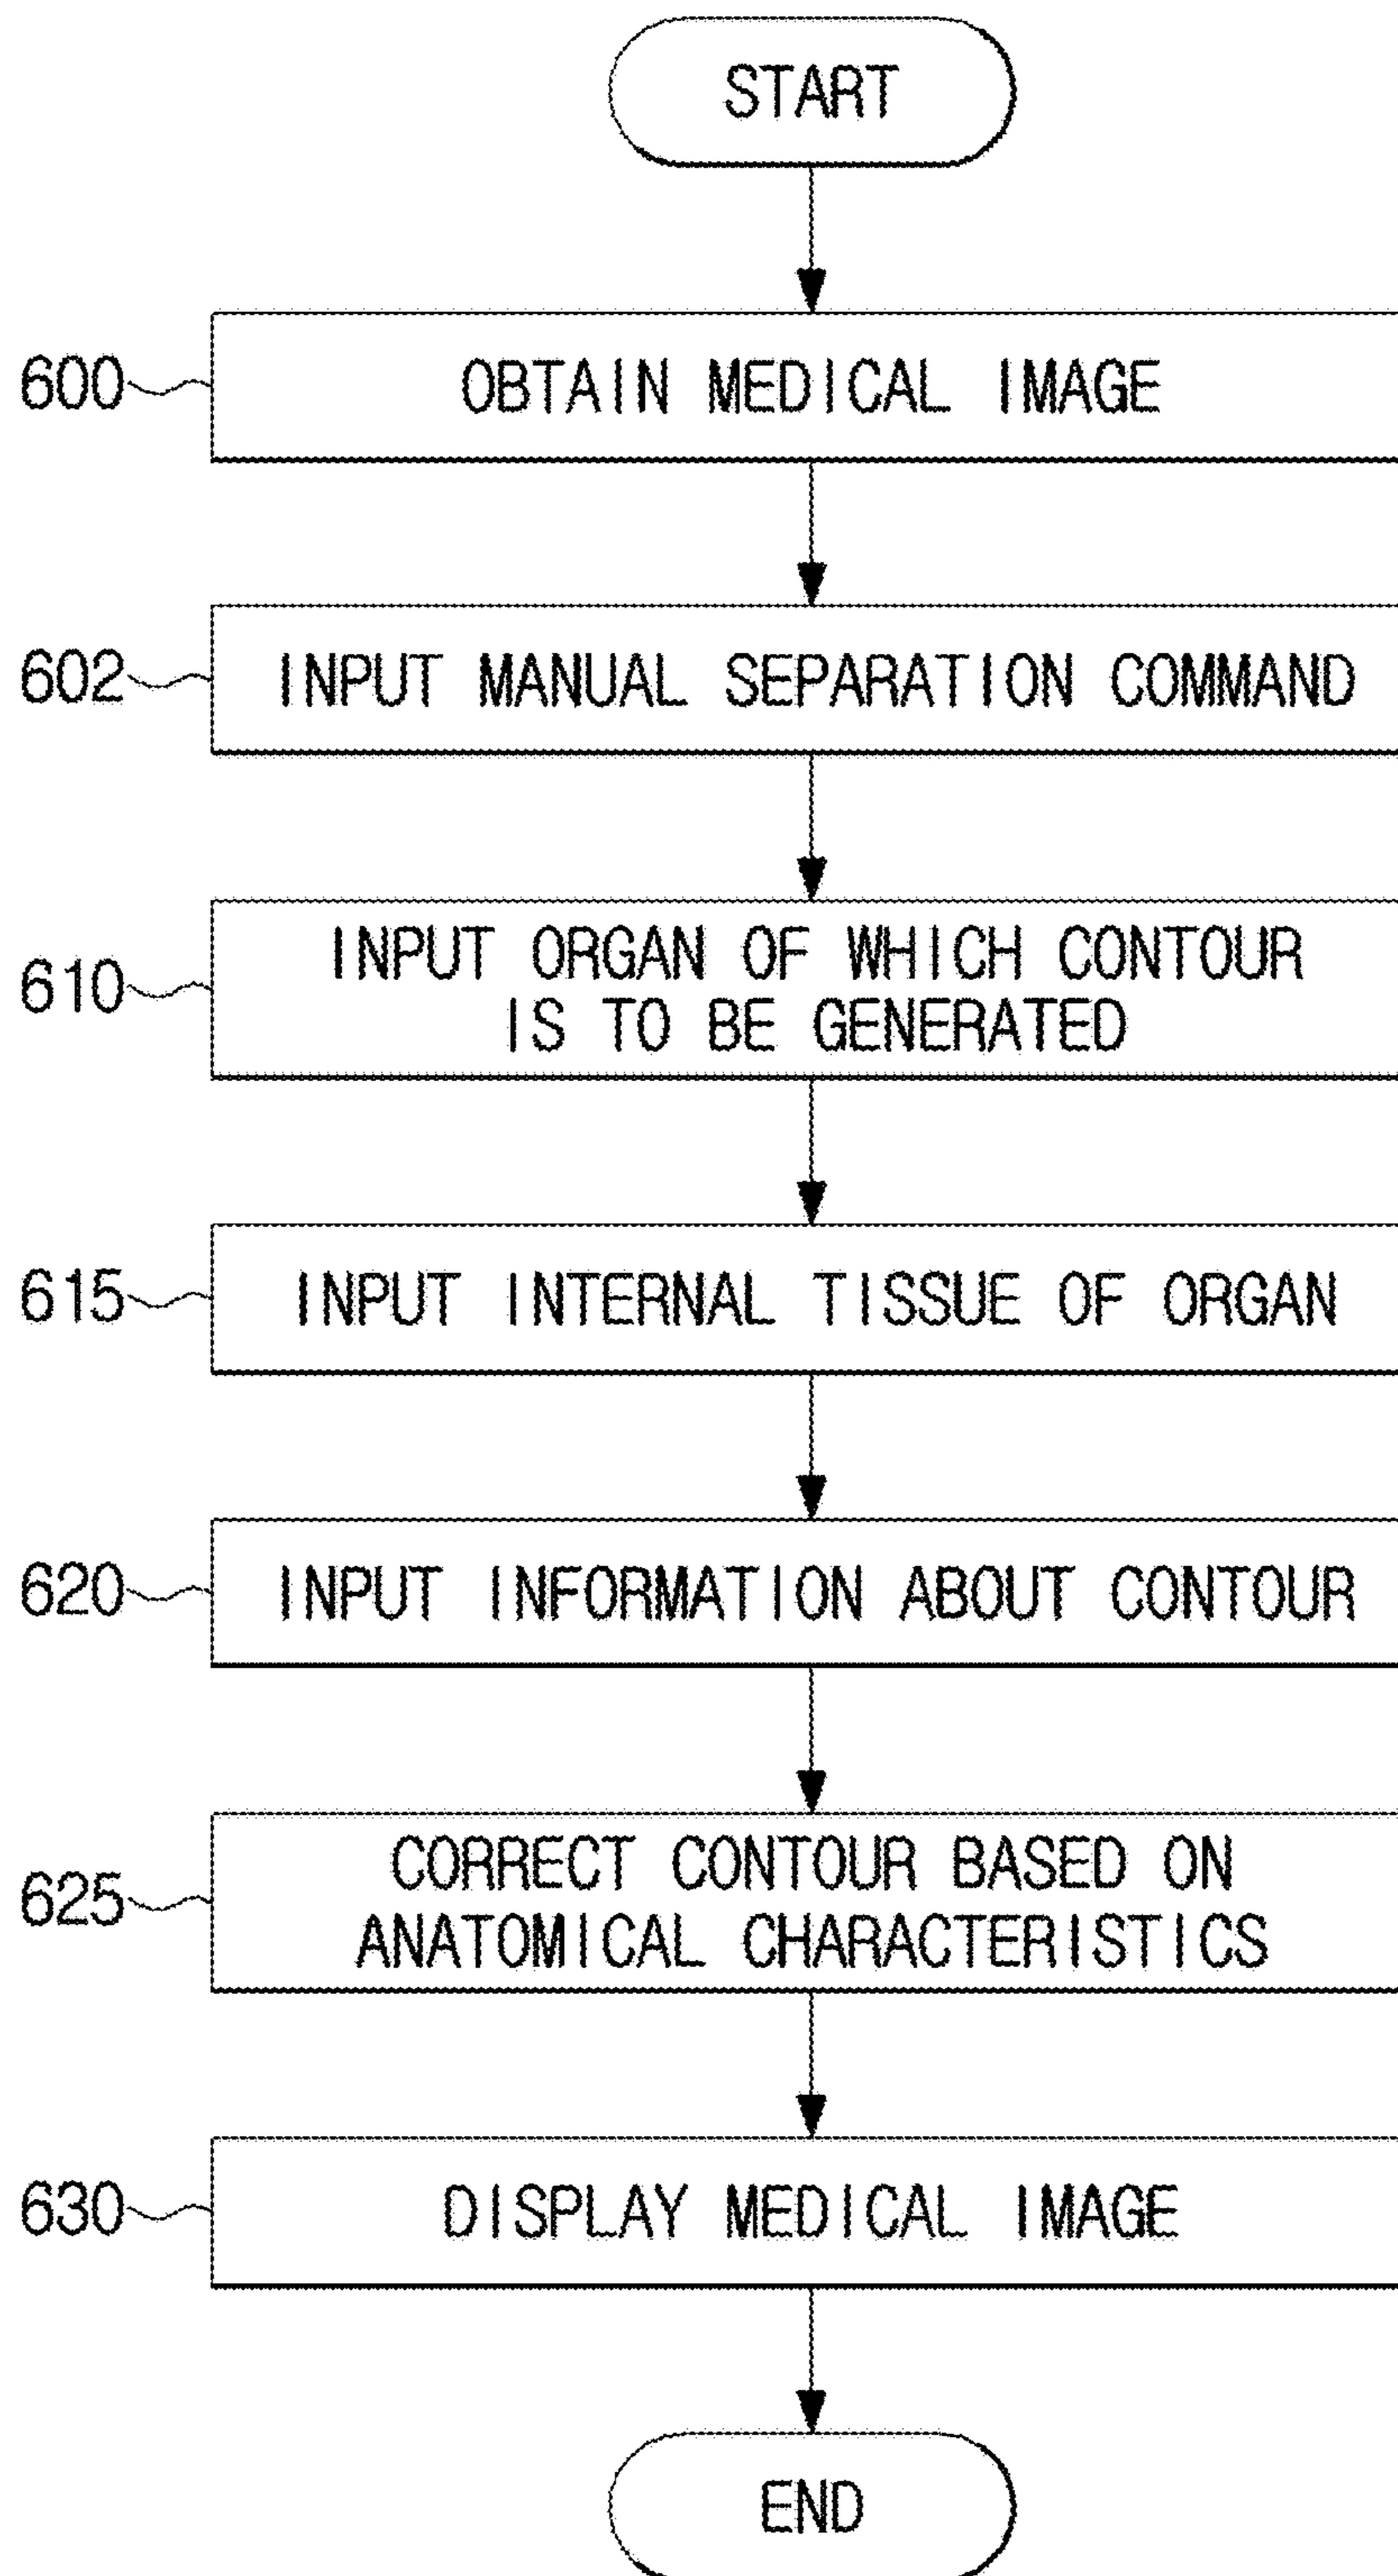 START
600 OBTAIN MEDICAL IMAGE
602 INPUT MANUAL SEPARATION COMMAND
610 INPUT ORGAN OF WHICH CONTOUR
IS TO BE GENERATED
615 INPUT INTERNAL TISSUE OF ORGAN
620 INPUT INFORMATION ABOUT CONTOUR
625 CORRECT CONTOUR BASED ON
ANATOMICAL CHARACTERISTICS
630 DISPLAY MEDICAL IMAGE
END